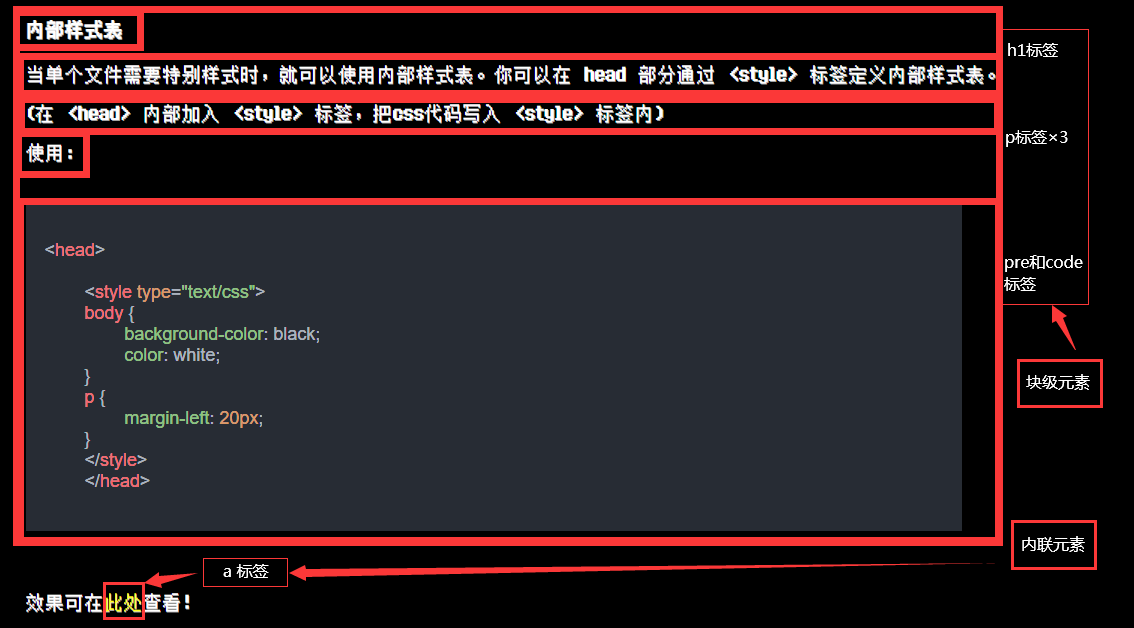 内部样式表
h1标签
当单个文件需要特别样式时，就可以使用内部样式表。你可以在 head 部分通过 <style> 标签定义内部样式表。
(在 <head> 内部加入 <style> 标签，把css代码写入 <style> 标签内)
p标签×3
使用：
<head>
pre和code
标签
<style type="text/css">
body {
background-color: black;
color: white;
}
p {
margin-left: 20px;
}
</style>
</head>
块级元素
内联元素
a 标签
效果可在此处查看！